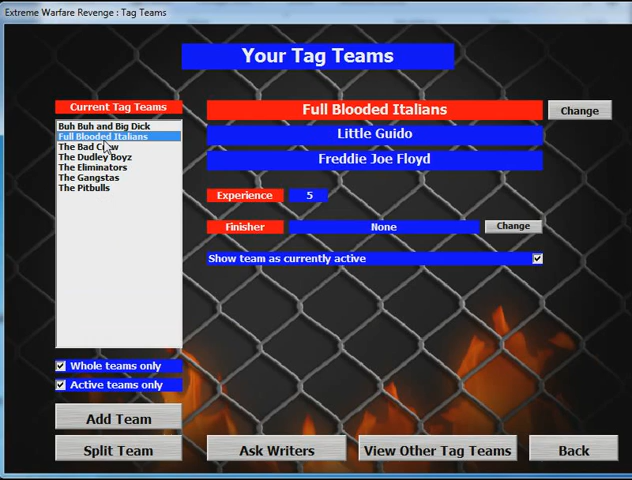 Extreme Warfare Revenge : Tag Teams
Your Tag Teams
Current Tag Teams
Buh Buh and Big Dick
Full Blooded Italians
The Bad Crew
The Dudley Boyz
The Eliminators
The Gangstas
The Pitbulls
Whole teams only
Active teams only
Add Team
Split Team
Full Blooded Italians
Change
Little Guido
Freddie Joe Floyd
Experience 5
Finisher None Change
Show team as currently active
Ask Writers
View Other Tag Teams
Back